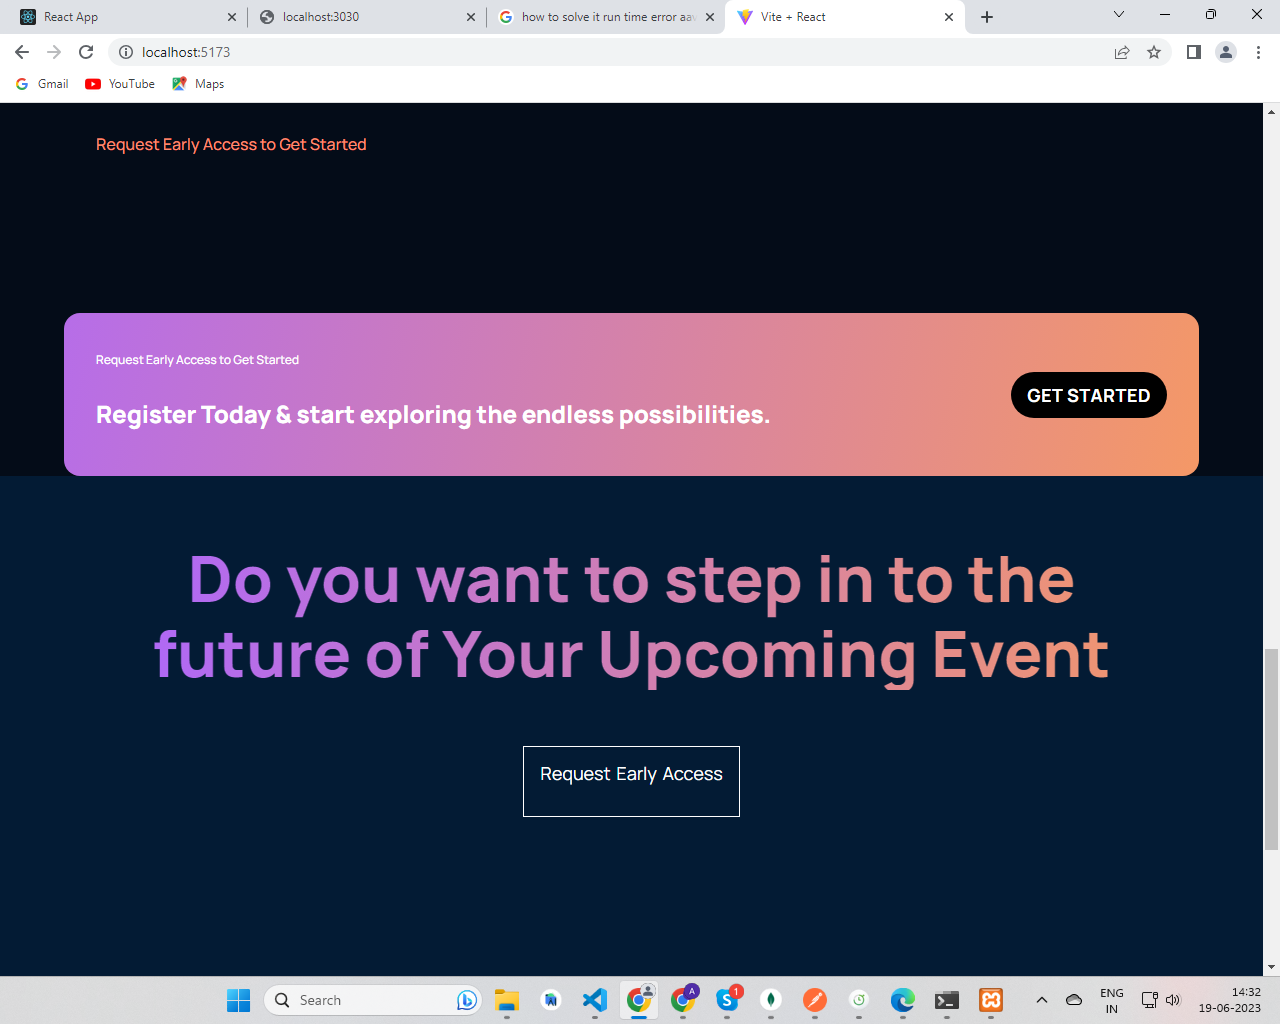 React App
localhost:3030
how to solve it run time error aav
Vite + React
localhost:5173
Gmail
YouTube
Maps
Request Early Access to Get Started
Request Early Access to Get Started
Register Today & start exploring the endless possibilities.
GET STARTED
Do you want to step in to the
future of Your Upcoming Event
Request Early Access
Search
A
1
ENG
IN
14:32
19-06-2023